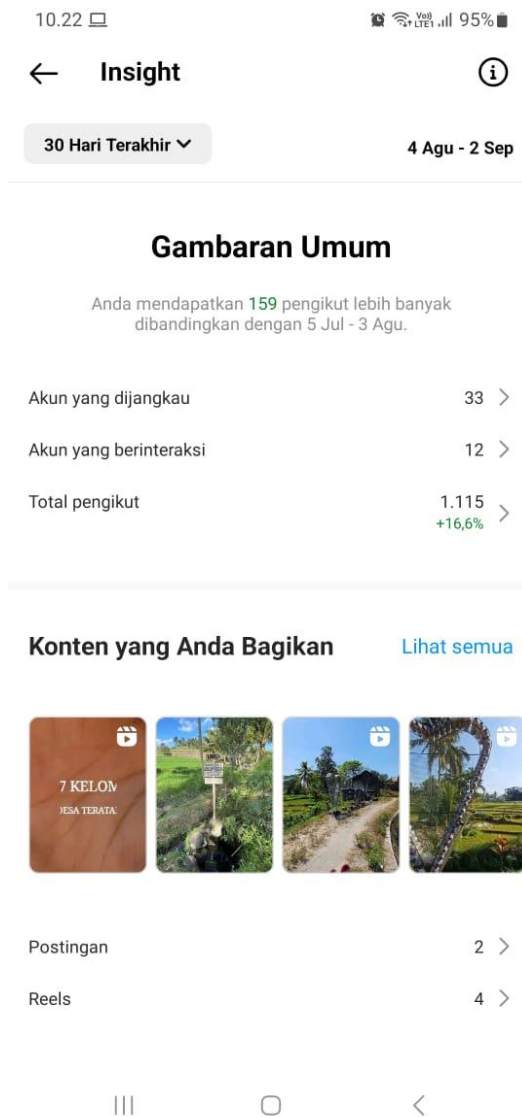 10.22
Vo)) LTE1 95%
Insight
30 Hari Terakhir
4 Agu - 2 Sep
Gambaran Umum
Anda mendapatkan 159 pengikut lebih banyak
dibandingkan dengan 5 Jul - 3 Agu.
Akun yang dijangkau 33
Akun yang berinteraksi 12
Total pengikut 1.115
+16,6%
Konten yang Anda Bagikan Lihat semua
7 KELOM
DESA TERATA
Postingan 2
Reels 4